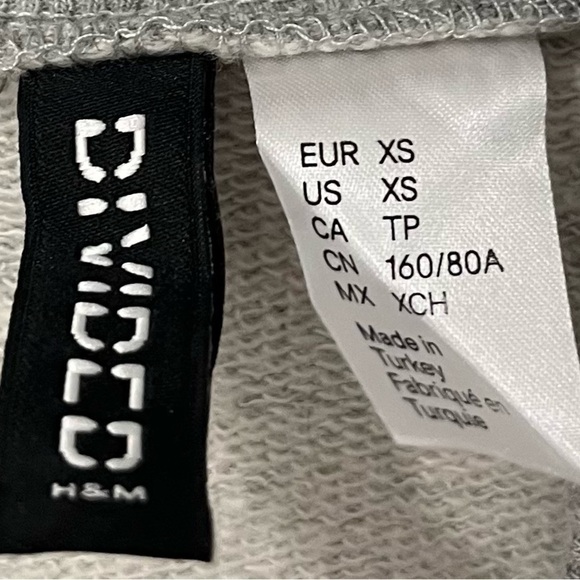 DIVIDED
H&M
EUR XS
US XS
CA TP
CN 160/80A
MX XCH
Made in
Turkey
Fabriqué en
Turquie